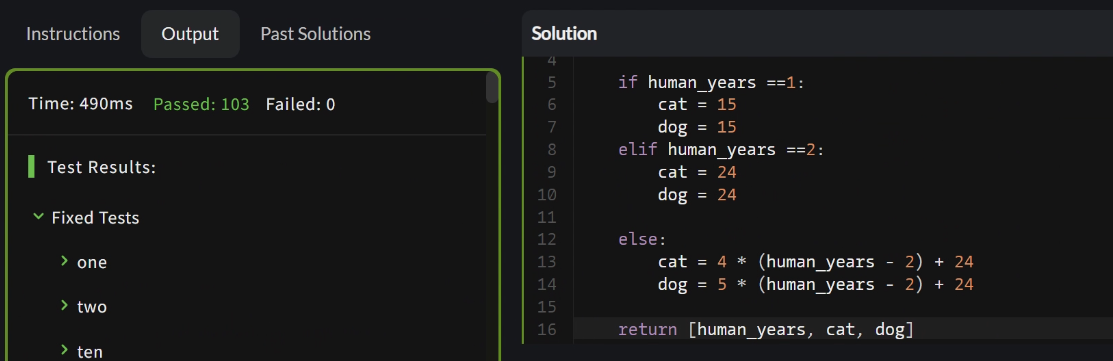 Instructions Output Past Solutions
Time: 490ms Passed: 103 Failed: 0
Test Results:
Fixed Tests
one
two
ten
Solution
4
5 if human_years ==1:
6 cat = 15
7 dog = 15
8 elif human_years ==2:
9 cat = 24
10 dog = 24
11
12 else:
13 cat = 4 * (human_years - 2) + 24
14 dog = 5 * (human_years - 2) + 24
15
16 return [human_years, cat, dog]